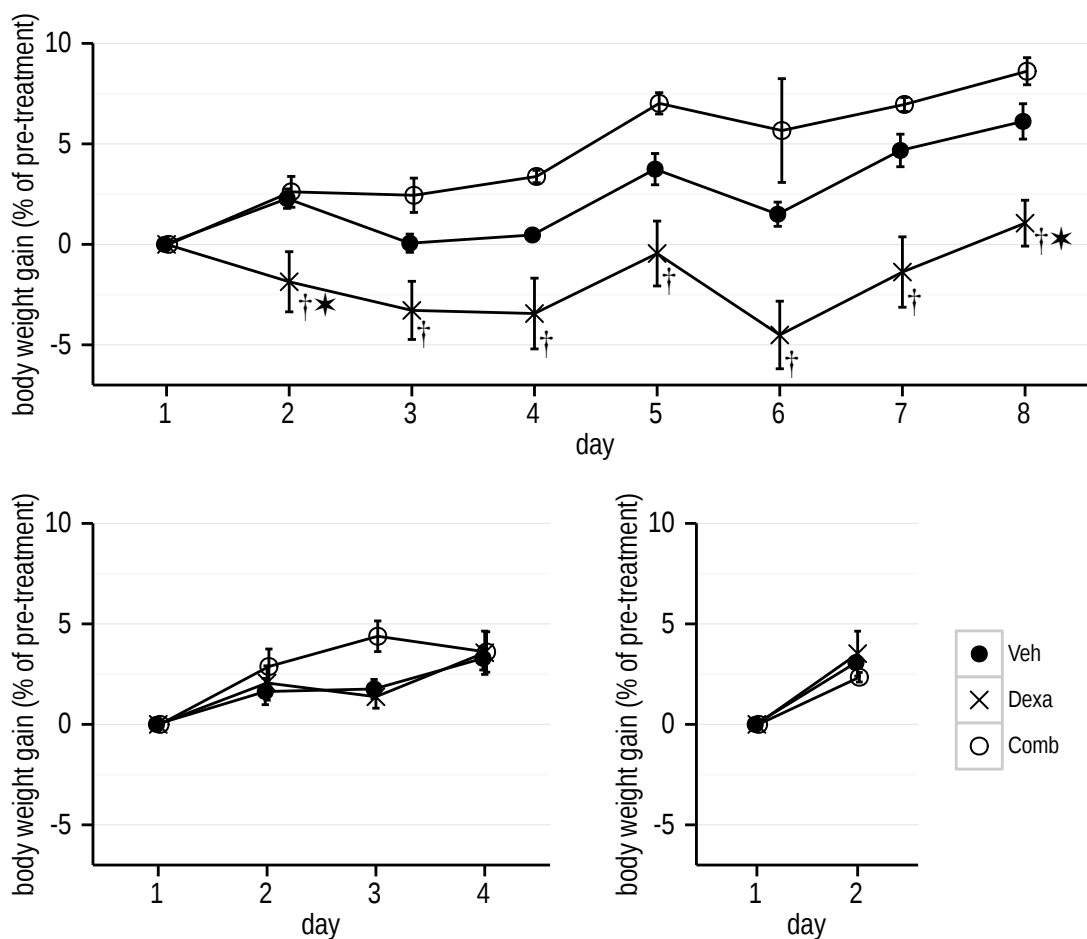 body weight gain (% of pre-treatment)
10
5
0
-5
†✶
†
†
†
†
†
†✶
1 2 3 4 5 6 7 8
day
body weight gain (% of pre-treatment)
10
5
0
-5
1 2 3 4
day
body weight gain (% of pre-treatment)
10
5
0
-5
1 2
day
Veh
Dexa
Comb